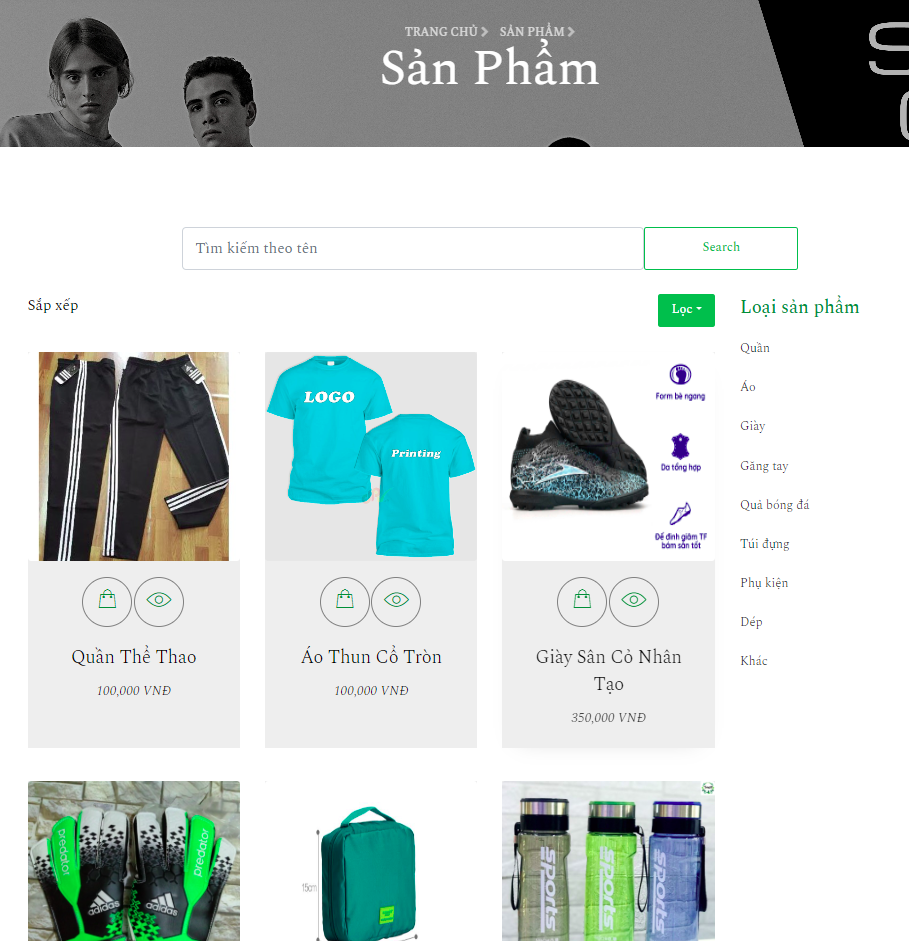 TRANG CHỦ SẢN PHẨM
Sản Phẩm
Tìm kiếm theo tên
Search
Sắp xếp
Lọc
Loại sản phẩm
Quần
Áo
Giày
Găng tay
Quả bóng đá
Túi đựng
Phụ kiện
Dép
Khác
LOGO
Printing
Form bè ngang
Da tổng hợp
Đế đinh giăm TF
bám sân tốt
Quần Thể Thao
100,000 VNĐ
Áo Thun Cổ Tròn
100,000 VNĐ
Giày Sân Cỏ Nhân
Tạo
350,000 VNĐ
predator
predator
adidas
adidas
15cm
SPORTS
SPORTS
SPORTS